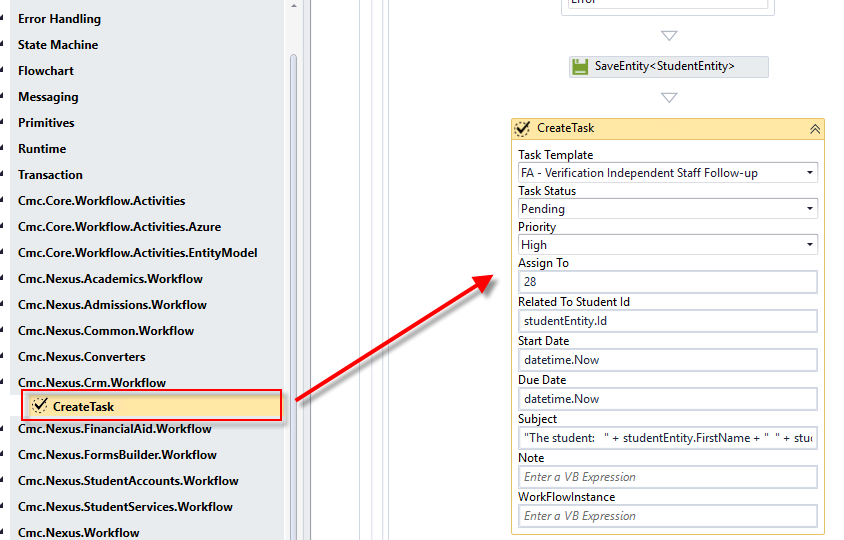 Error Handling
State Machine
Flowchart
Messaging
Primitives
Runtime
Transaction
Cmc.Core.Workflow.Activities
Cmc.Core.Workflow.Activities.Azure
Cmc.Core.Workflow.Activities.EntityModel
Cmc.Nexus.Academics.Workflow
Cmc.Nexus.Admissions.Workflow
Cmc.Nexus.Common.Workflow
Cmc.Nexus.Converters
Cmc.Nexus.Crm.Workflow
CreateTask
Cmc.Nexus.FinancialAid.Workflow
Cmc.Nexus.FormsBuilder.Workflow
Cmc.Nexus.StudentAccounts.Workflow
Cmc.Nexus.StudentServices.Workflow
Cmc.Nexus.Workflow
Error
SaveEntity<StudentEntity>
CreateTask
Task Template
FA - Verification Independent Staff Follow-up
Task Status
Pending
Priority
High
Assign To
28
Related To Student Id
studentEntity.Id
Start Date
datetime.Now
Due Date
datetime.Now
Subject
"The student:   " + studentEntity.FirstName + "  " + stu
Note
Enter a VB Expression
WorkFlowInstance
Enter a VB Expression